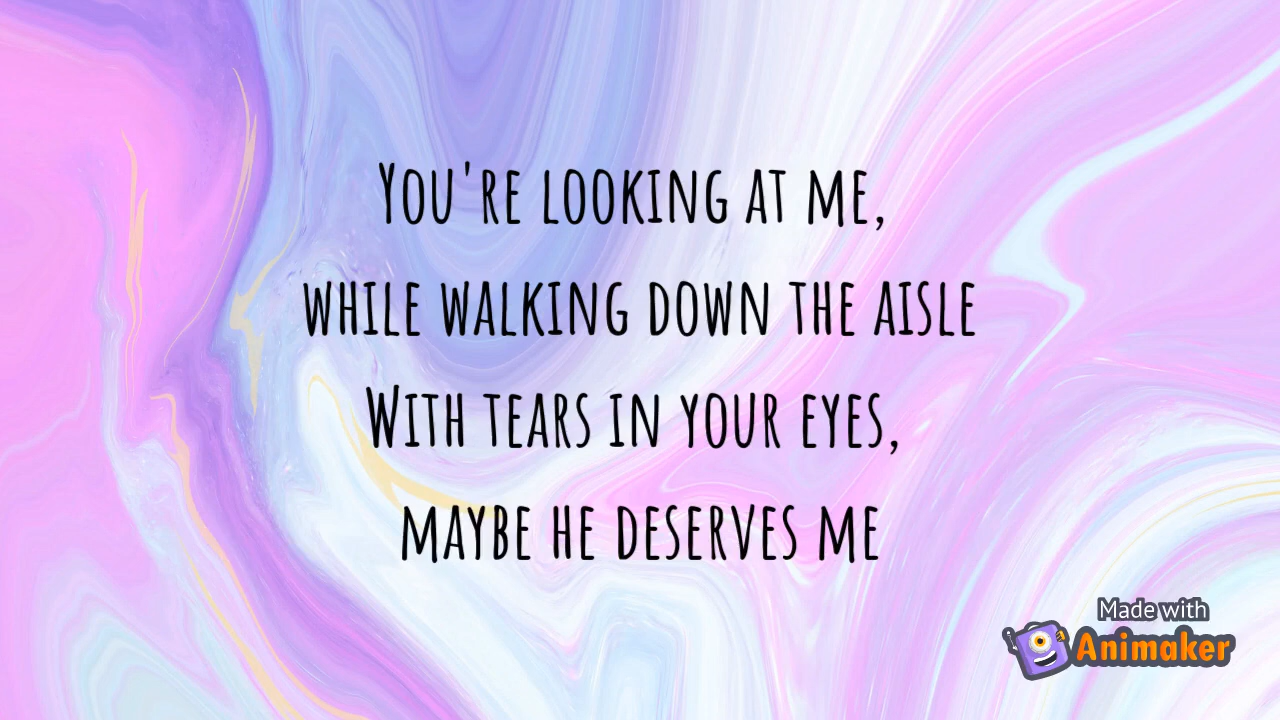 You're looking at me,
while walking down the aisle
With tears in your eyes,
maybe he deserves me
Made with
Animaker